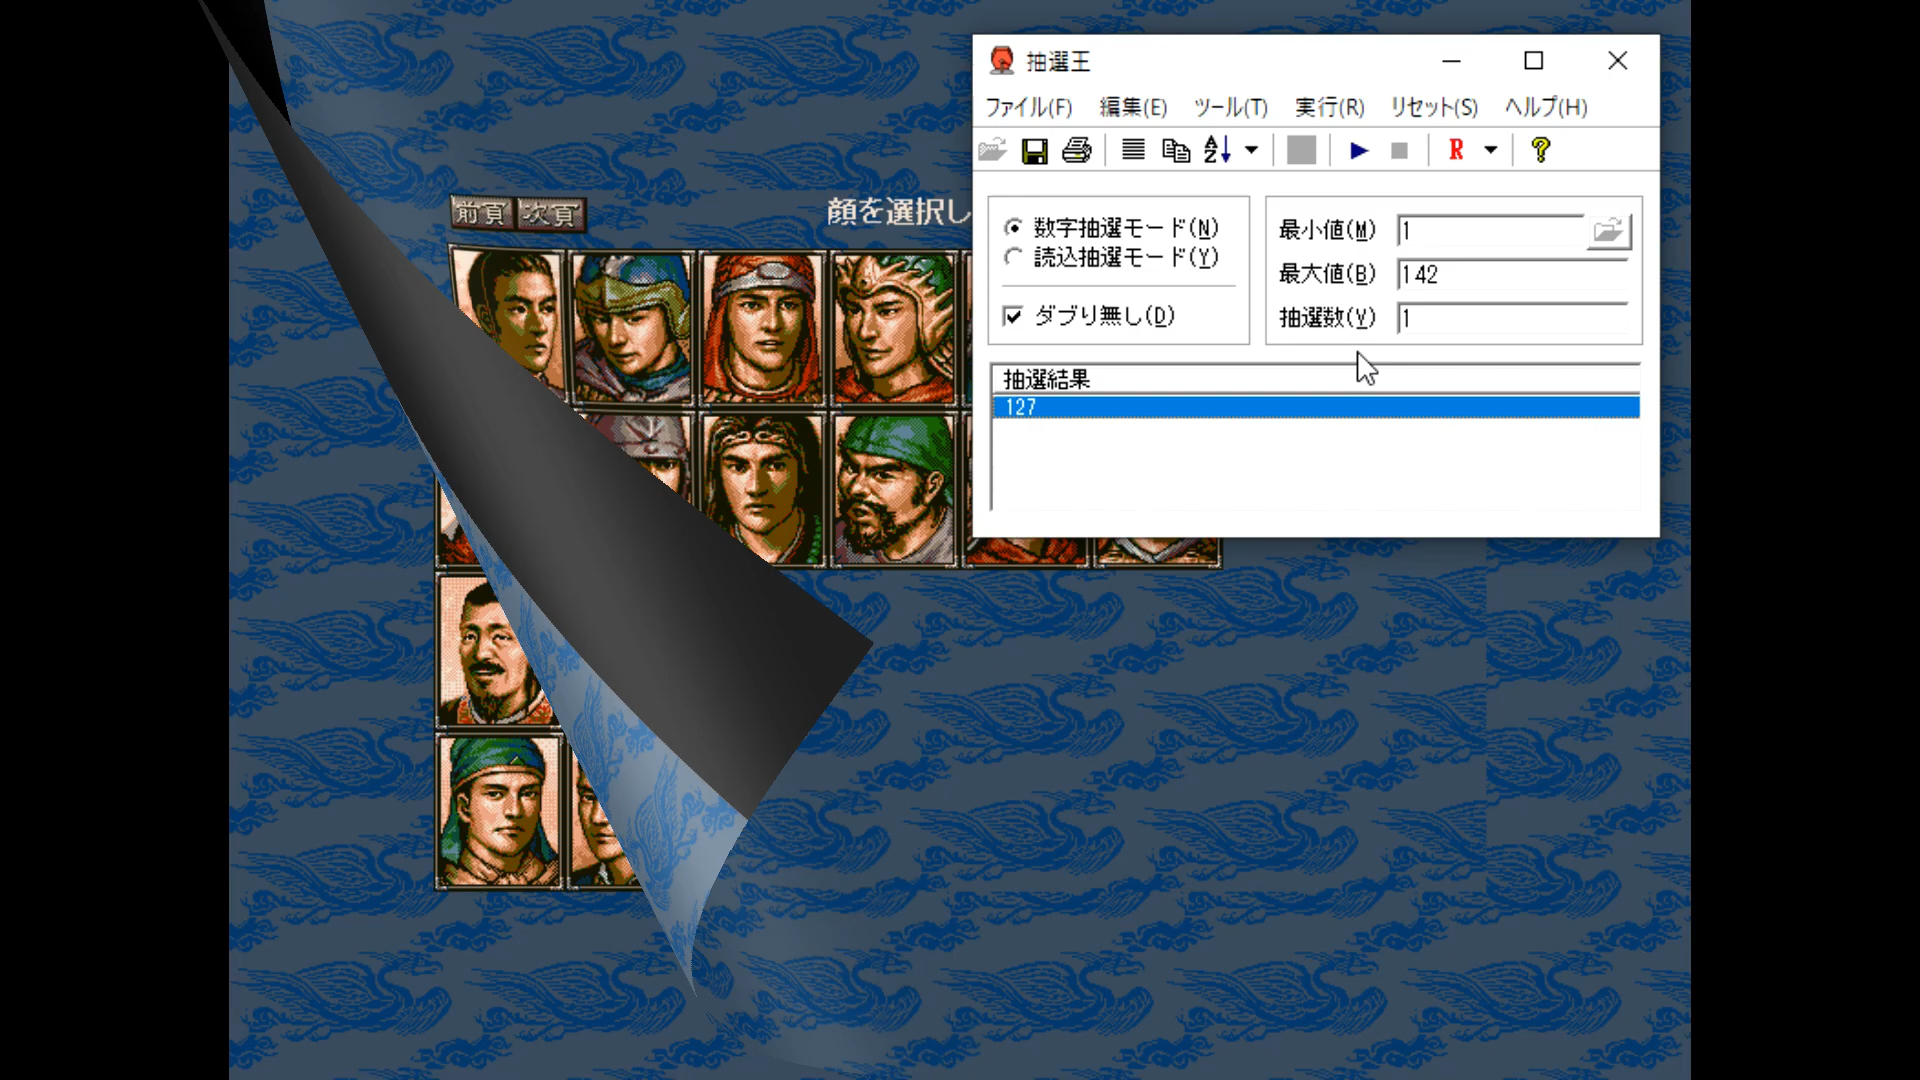 抽選王
ファイル(F) 編集(E) ツール(T) 実行(R) リセット(S) ヘルプ(H)
前頁 次頁
顔を選択し
数字抽選モード(N)
読込抽選モード(Y)
ダブり無し(D)
最小値(M) 1
最大値(B) 142
抽選数(V) 1
抽選結果
127